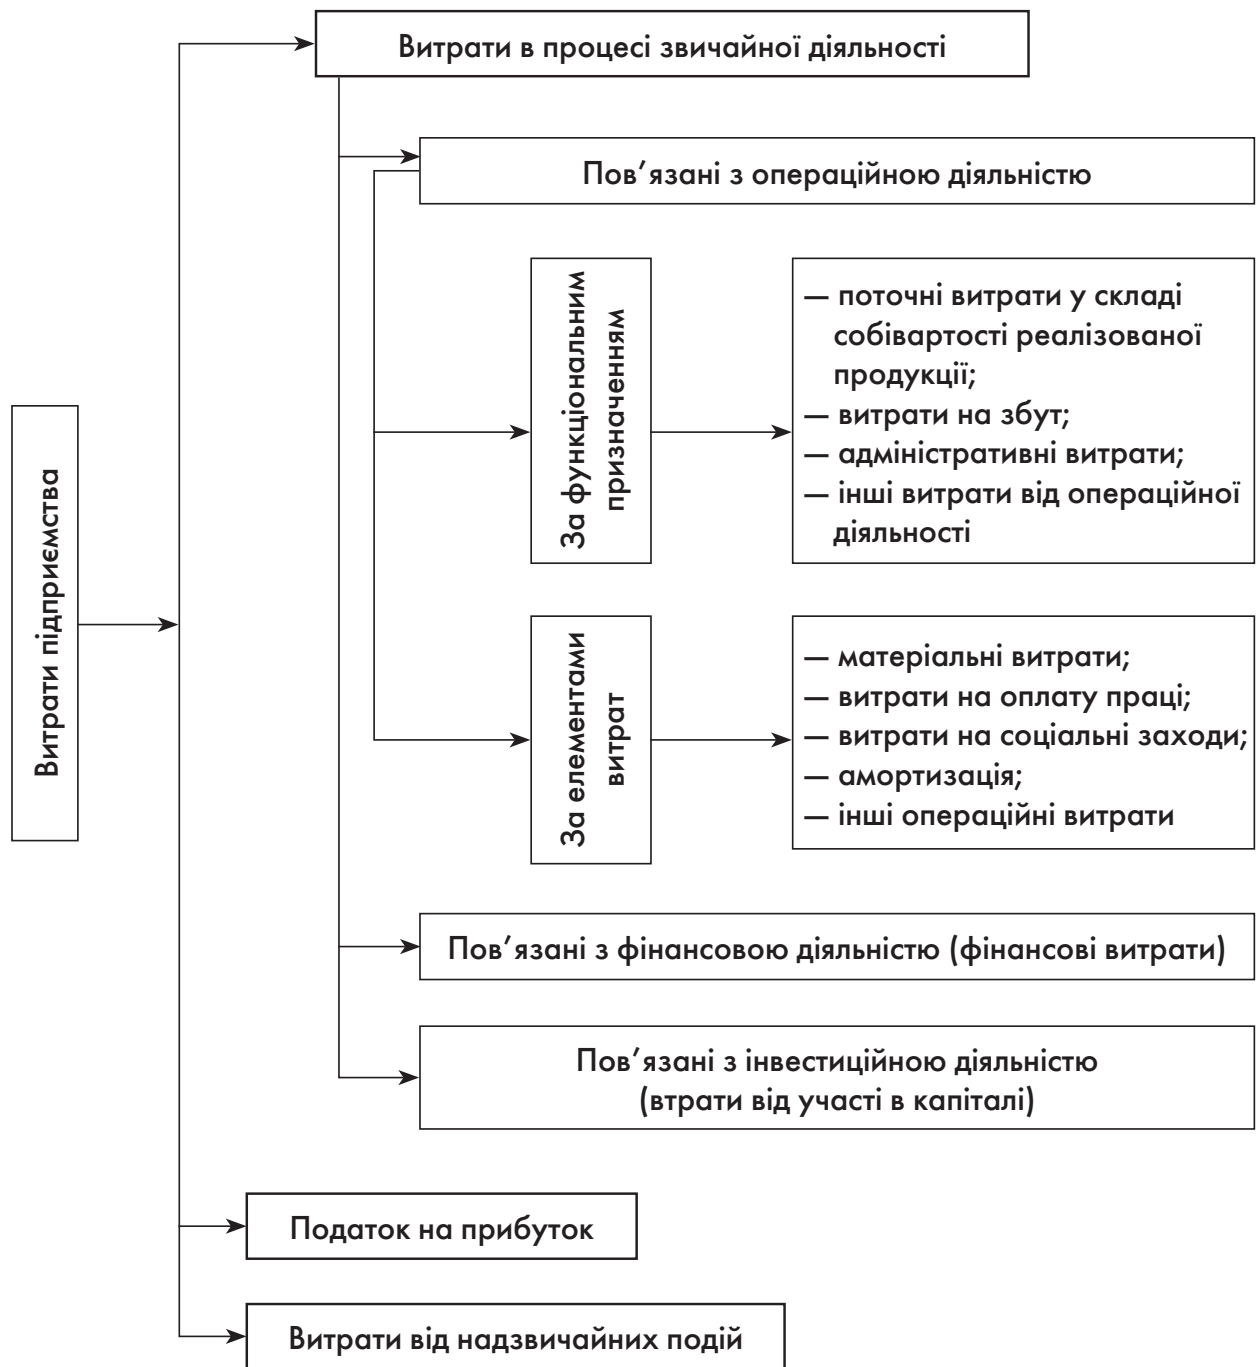 Витрати в процесі звичайної діяльності
Пов’язані з операційною діяльністю
За функціональним
призначенням
— поточні витрати у складі
собівартості реалізованої
продукції;
— витрати на збут;
— адміністративні витрати;
— інші витрати від операційної
діяльності
Витрати підприємства
За елементами
витрат
— матеріальні витрати;
— витрати на оплату праці;
— витрати на соціальні заходи;
— амортизація;
— інші операційні витрати
Пов’язані з фінансовою діяльністю (фінансові витрати)
Пов’язані з інвестиційною діяльністю
(втрати від участі в капіталі)
Податок на прибуток
Витрати від надзвичайних подій